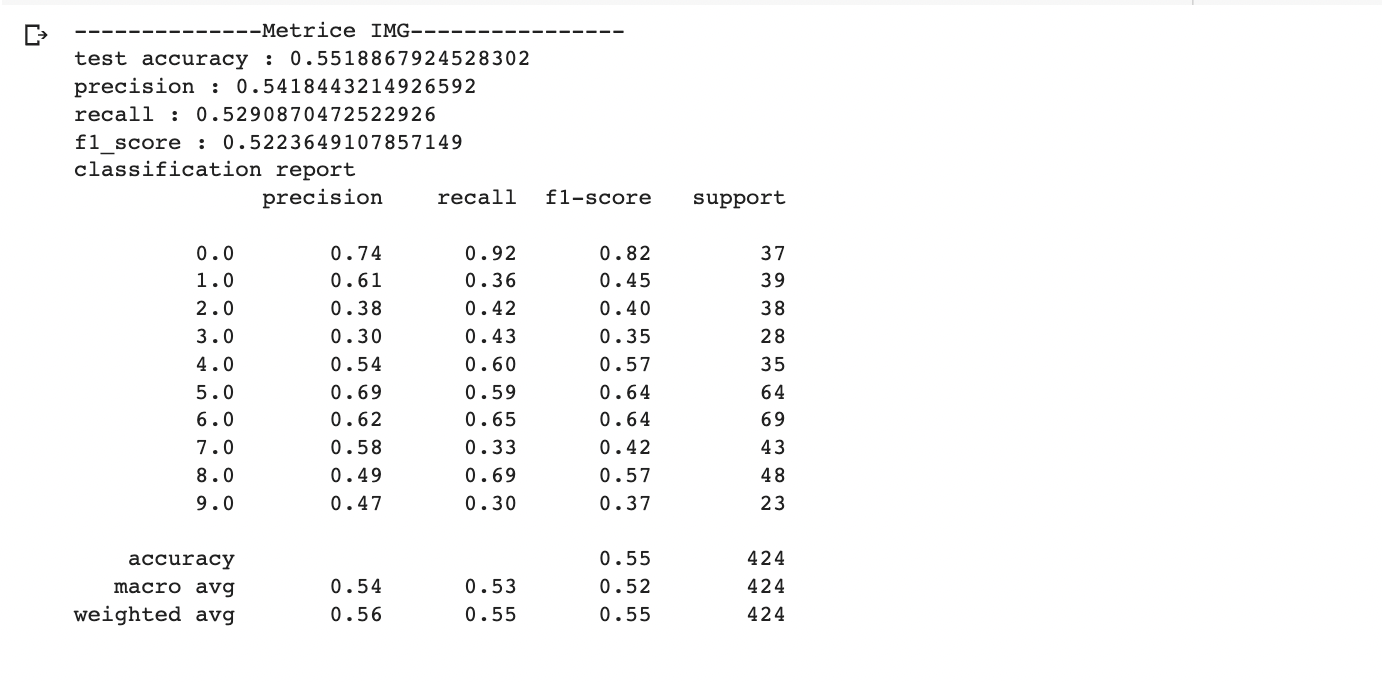 --------------Metrice IMG----------------
test accuracy : 0.5518867924528302
precision : 0.5418443214926592
recall : 0.5290870472522926
f1_score : 0.5223649107857149
classification report
precision recall f1-score support
0.0 0.74 0.92 0.82 37
1.0 0.61 0.36 0.45 39
2.0 0.38 0.42 0.40 38
3.0 0.30 0.43 0.35 28
4.0 0.54 0.60 0.57 35
5.0 0.69 0.59 0.64 64
6.0 0.62 0.65 0.64 69
7.0 0.58 0.33 0.42 43
8.0 0.49 0.69 0.57 48
9.0 0.47 0.30 0.37 23
accuracy 0.55 424
macro avg 0.54 0.53 0.52 424
weighted avg 0.56 0.55 0.55 424